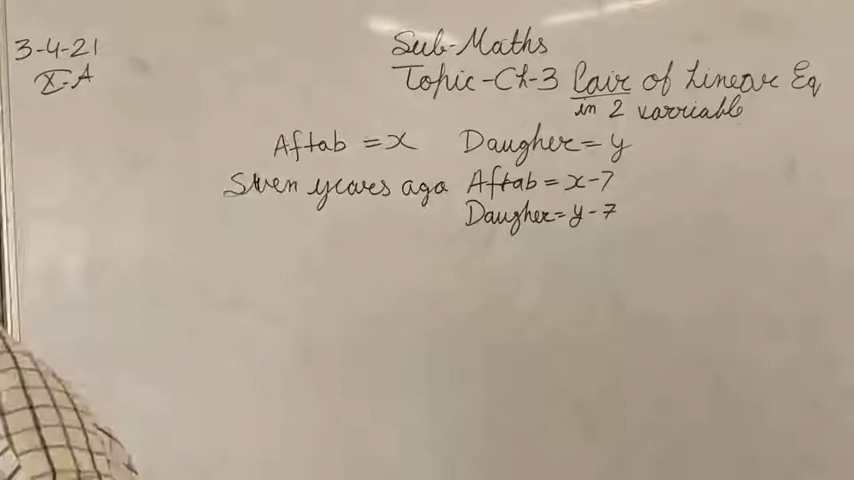 3-4-21
X-A
Sub-Maths
Topic-Ch-3 Pair of Linear Eq
in 2 varriable
Aftab = x Daugher = y
Seven years ago Aftab = x-7
Daugher = y-7